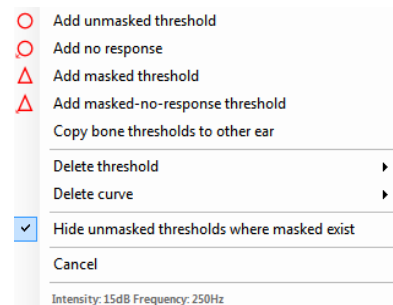 Add unmasked threshold
Add no response
Add masked threshold
Add masked-no-response threshold
Copy bone thresholds to other ear
Delete threshold
Delete curve
Hide unmasked thresholds where masked exist
Cancel
Intensity: 15dB Frequency: 250Hz